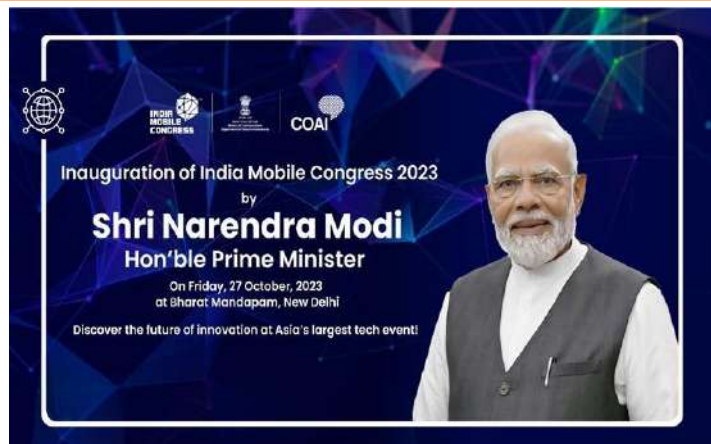 INDIA
MOBILE
CONGRESS
COAI
Inauguration of India Mobile Congress 2023
by
Shri Narendra Modi
Hon'ble Prime Minister
On Friday, 27 October, 2023
at Bharat Mandapam, New Delhi
Discover the future of innovation at Asia's largest tech event!